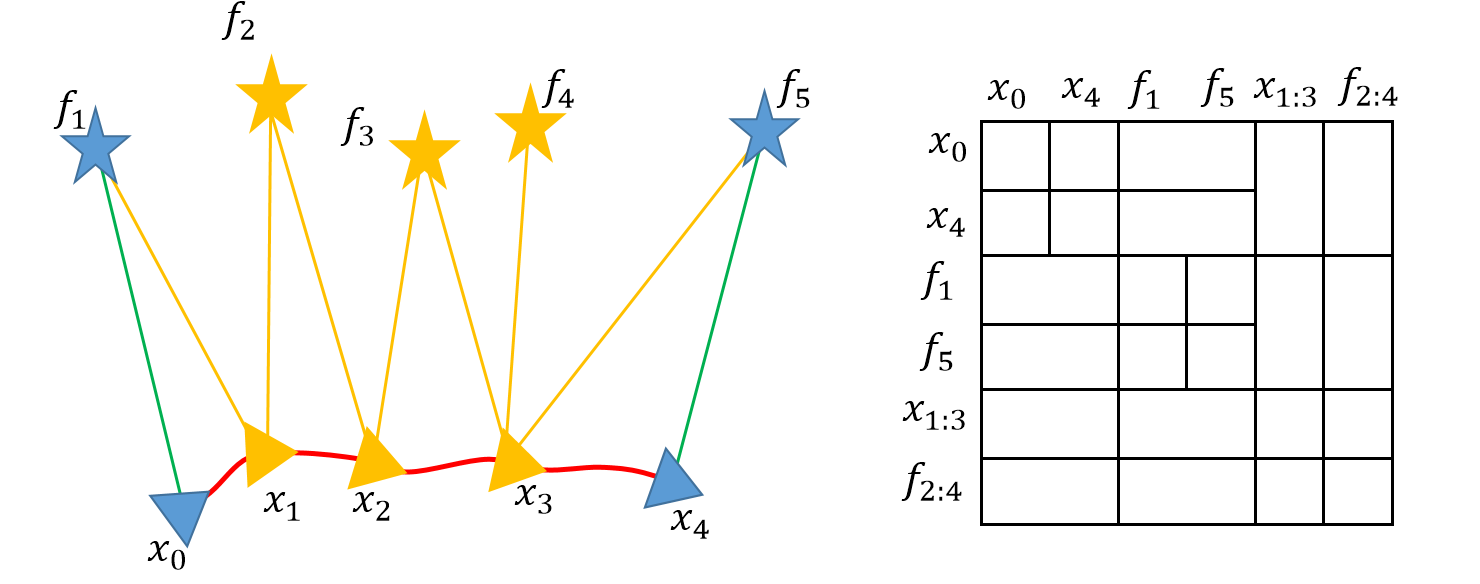 f₂
f₁ f₃ f₄ f₅
x₀ x₁ x₂ x₃ x₄
x₀ x₄ f₁ f₅ x₁:₃ f₂:₄
x₀
x₄
f₁
f₅
x₁:₃
f₂:₄